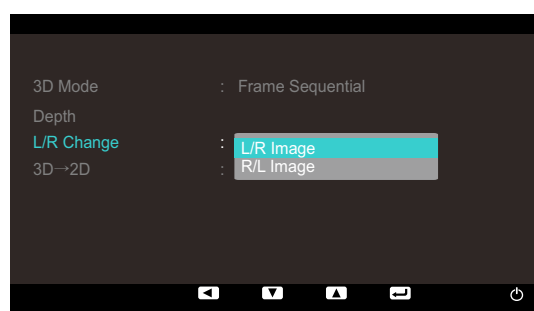 3D Mode : Frame Sequential
Depth
L/R Change : L/R Image
R/L Image
3D→2D :